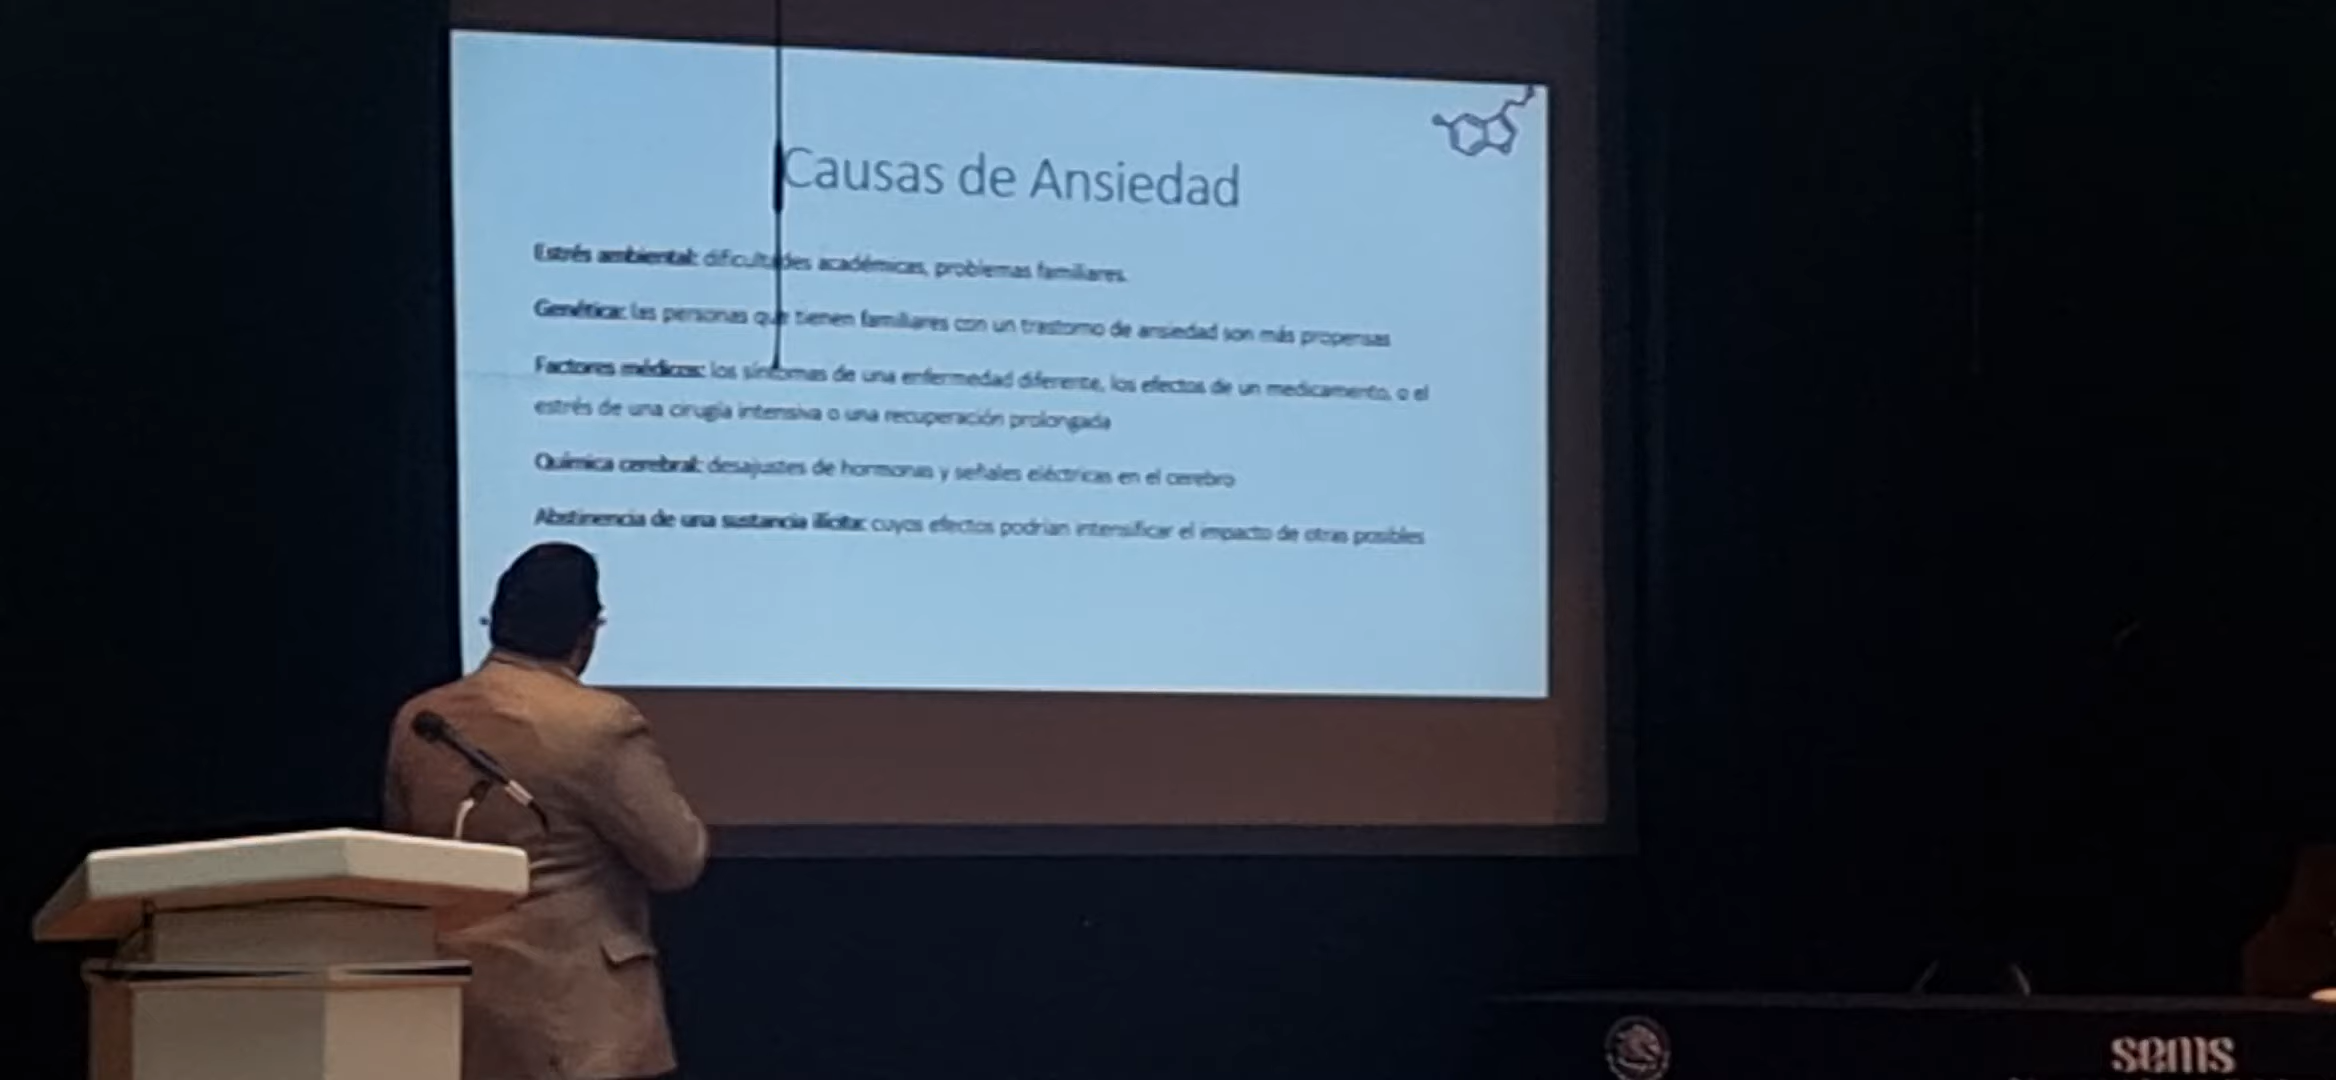 Causas de Ansiedad
Estrés ambiental: dificultades académicas, problemas familiares.
Genética: las personas que tienen familiares con un trastorno de ansiedad son más propensas
Factores médicos: los síntomas de una enfermedad diferente, los efectos de un medicamento, o el
estrés de una cirugía intensiva o una recuperación prolongada
Química cerebral: desajustes de hormonas y señales eléctricas en el cerebro
Abstinencia de una sustancia ilícita: cuyos efectos podrían intensificar el impacto de otras posibles
sems